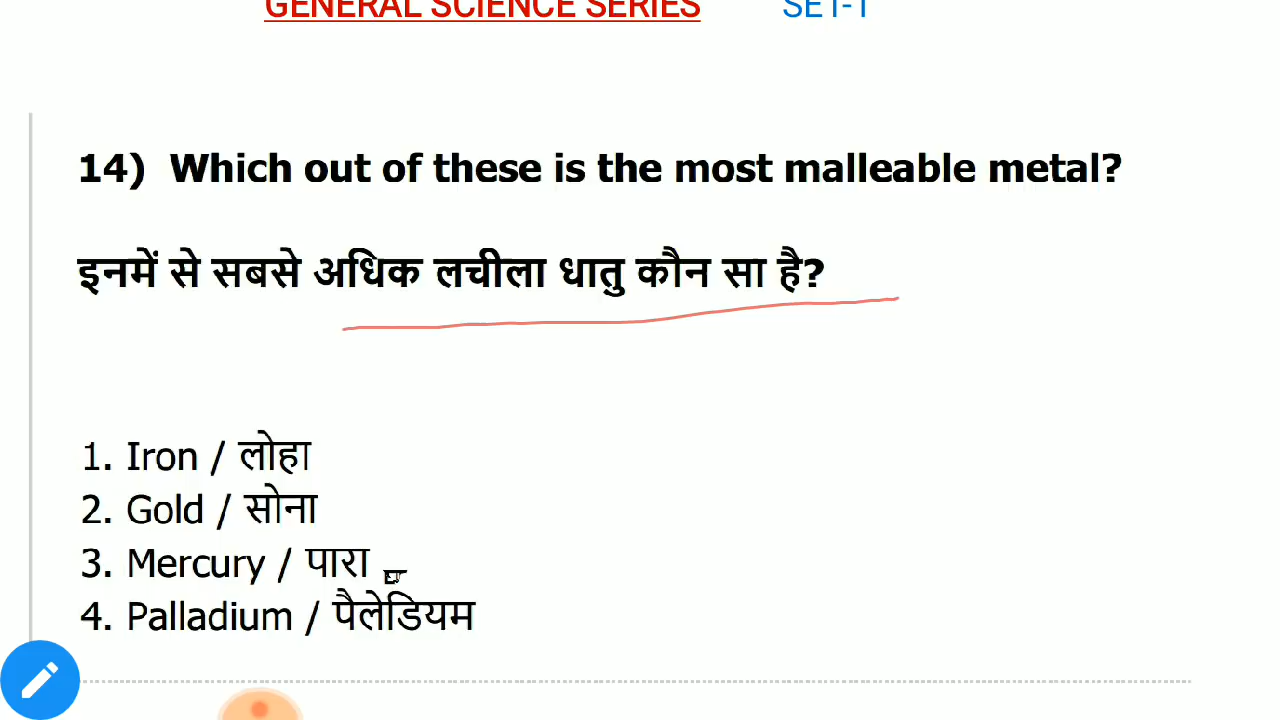 GENERAL SCIENCE SERIES SET-1
14) Which out of these is the most malleable metal?
इनमें से सबसे अधिक लचीला धातु कौन सा है?
1. Iron / लोहा
2. Gold / सोना
3. Mercury / पारा
4. Palladium / पैलेडियम